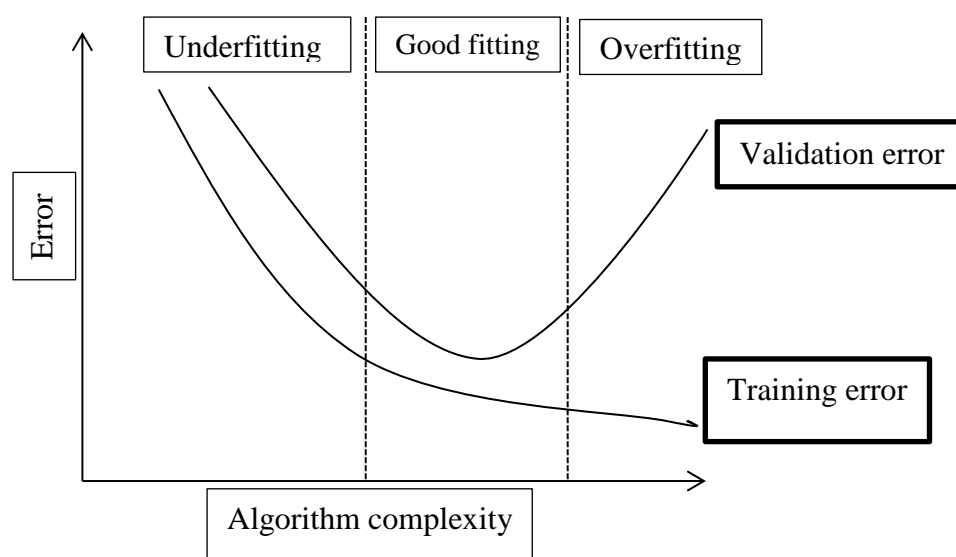 Underfitting
Good fitting
Overfitting
Validation error
Error
Training error
Algorithm complexity